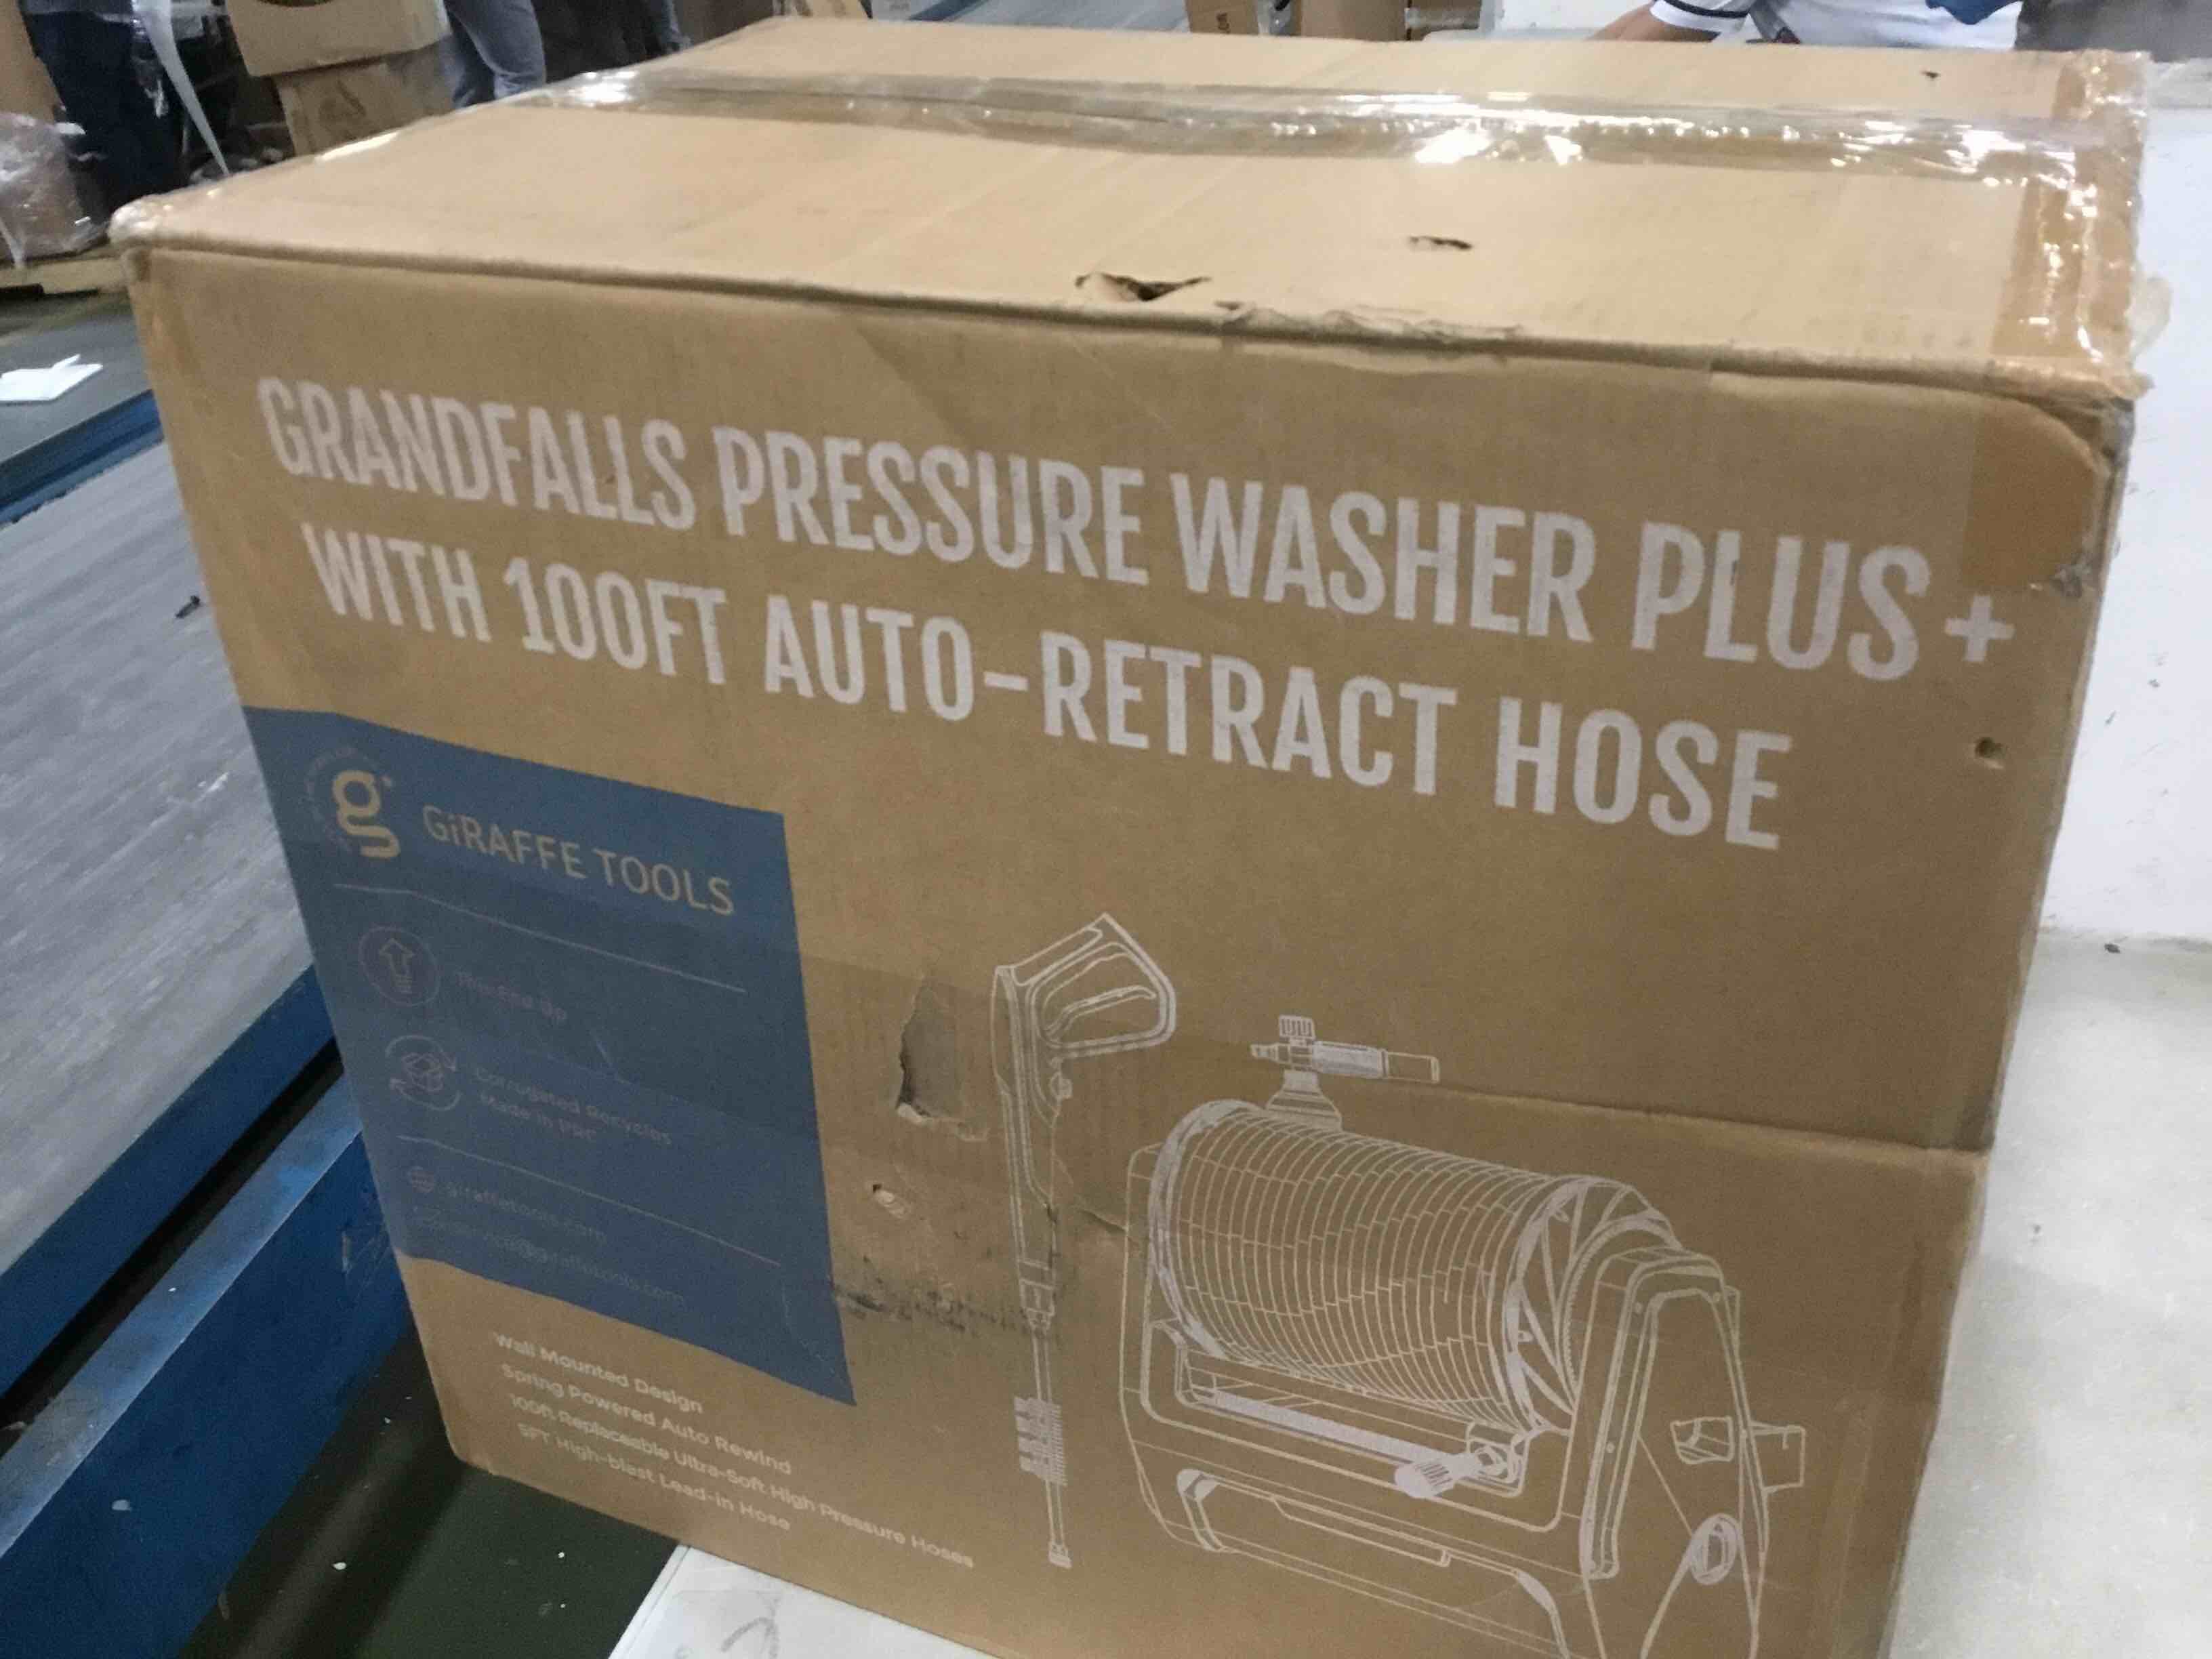 GRANDFALLS PRESSURE WASHER PLUS+
WITH 100FT AUTO-RETRACT HOSE
g
GiRAFFE TOOLS
This End Up
Corrugated Recycles
Made in PRC
giraffetools.com
Wall Mounted Design
Spring Powered Auto Rewind
100ft Replaceable Ultra-Soft High Pressure Hoses
5FT High-blast Lead-in Hose